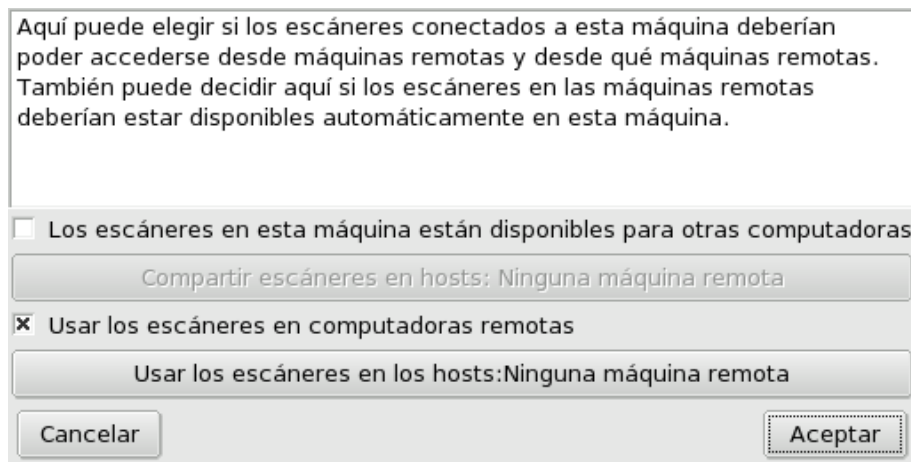 Aquí puede elegir si los escáneres conectados a esta máquina deberían
poder accederse desde máquinas remotas y desde qué máquinas remotas.
También puede decidir aquí si los escáneres en las máquinas remotas
deberían estar disponibles automáticamente en esta máquina.
Los escáneres en esta máquina están disponibles para otras computadoras
Compartir escáneres en hosts: Ninguna máquina remota
Usar los escáneres en computadoras remotas
Usar los escáneres en los hosts:Ninguna máquina remota
Cancelar
Aceptar